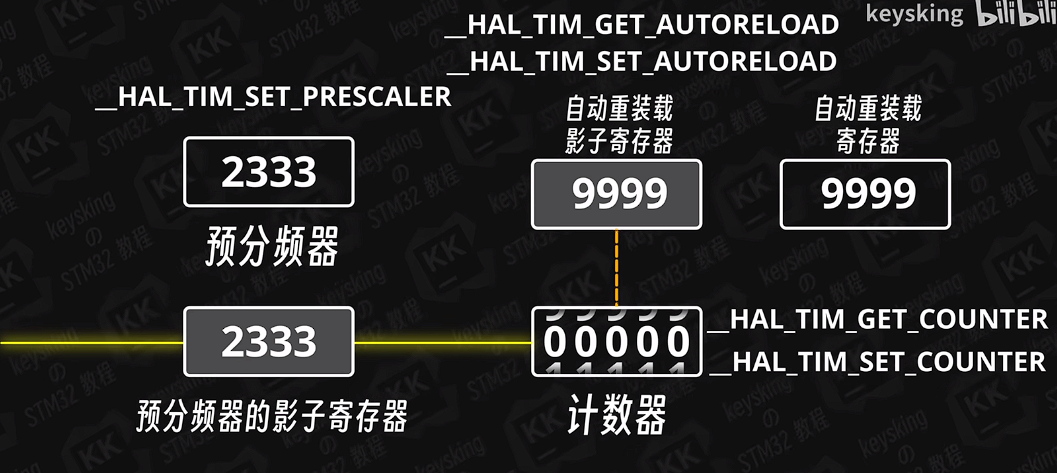 keysking bilibili
__HAL_TIM_GET_AUTORELOAD
__HAL_TIM_SET_AUTORELOAD
__HAL_TIM_SET_PRESCALER
自动重装载
影子寄存器
自动重装载
寄存器
2333
9999
9999
预分频器
2333
00000
__HAL_TIM_GET_COUNTER
__HAL_TIM_SET_COUNTER
预分频器的影子寄存器
计数器